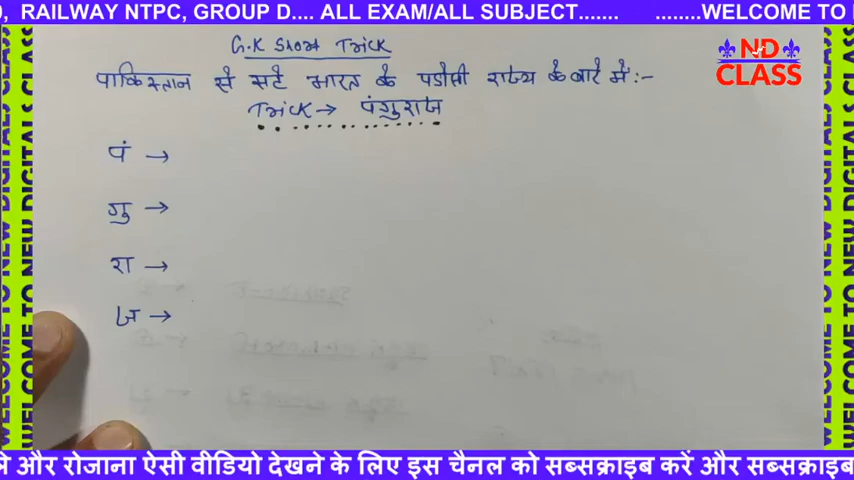 , RAILWAY NTPC, GROUP D.... ALL EXAM/ALL SUBJECT....... ........WELCOME TO
G.K Short Trick
ND
CLASS
पाकिस्तान से सटे भारत के पडोसी राज्य के बारे में :-
Trick → पंगुराज
पं →
गु →
रा →
ज →
और रोजाना ऐसी वीडियो देखने के लिए इस चैनल को सब्सक्राइब करें और सब्सक्राइब